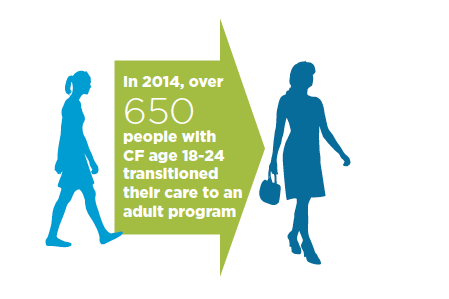 In 2014, over
650
people with
CF age 18-24
transitioned
their care to an
adult program